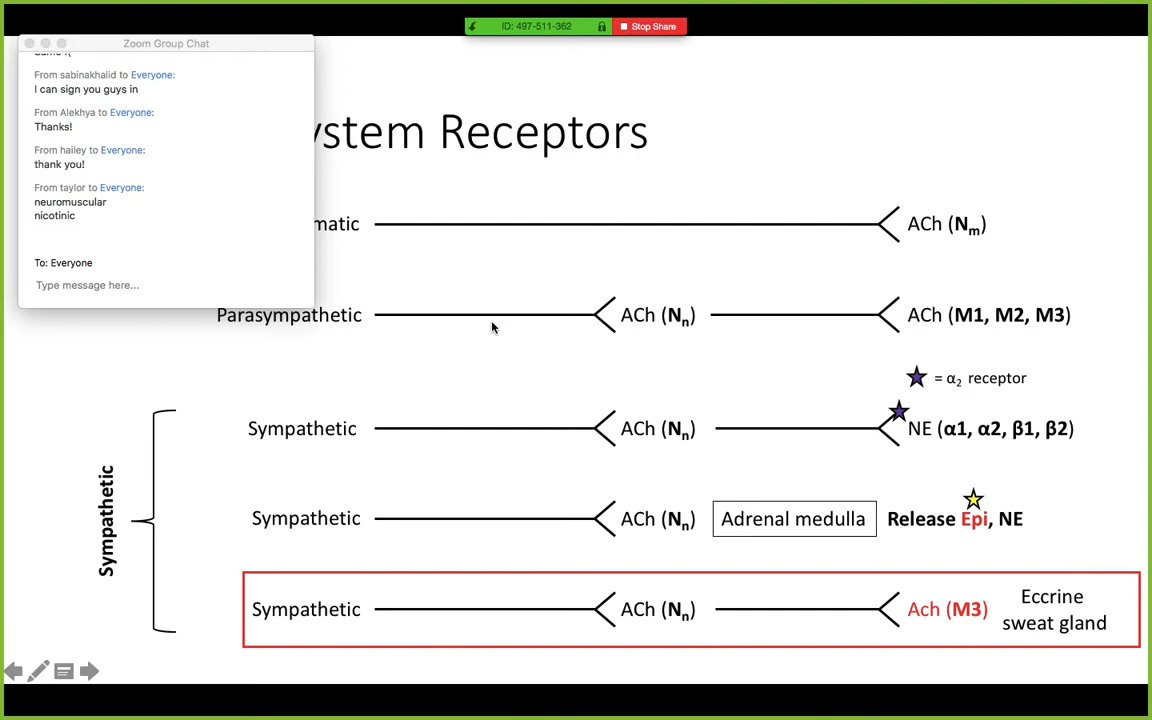 ID: 497-511-362
Stop Share
Zoom Group Chat
From sabinakhalid to Everyone:
I can sign you guys in
From Alekhya to Everyone:
Thanks!
From hailey to Everyone:
thank you!
From taylor to Everyone:
neuromuscular
nicotinic
To: Everyone
Type message here...
ystem Receptors
matic
ACh (Nm)
Parasympathetic
ACh (Nn)
ACh (M1, M2, M3)
= α2 receptor
Sympathetic
Sympathetic
ACh (Nn)
NE (α1, α2, β1, β2)
Sympathetic
ACh (Nn)
Adrenal medulla
Release Epi, NE
Sympathetic
ACh (Nn)
Ach (M3)
Eccrine
sweat gland